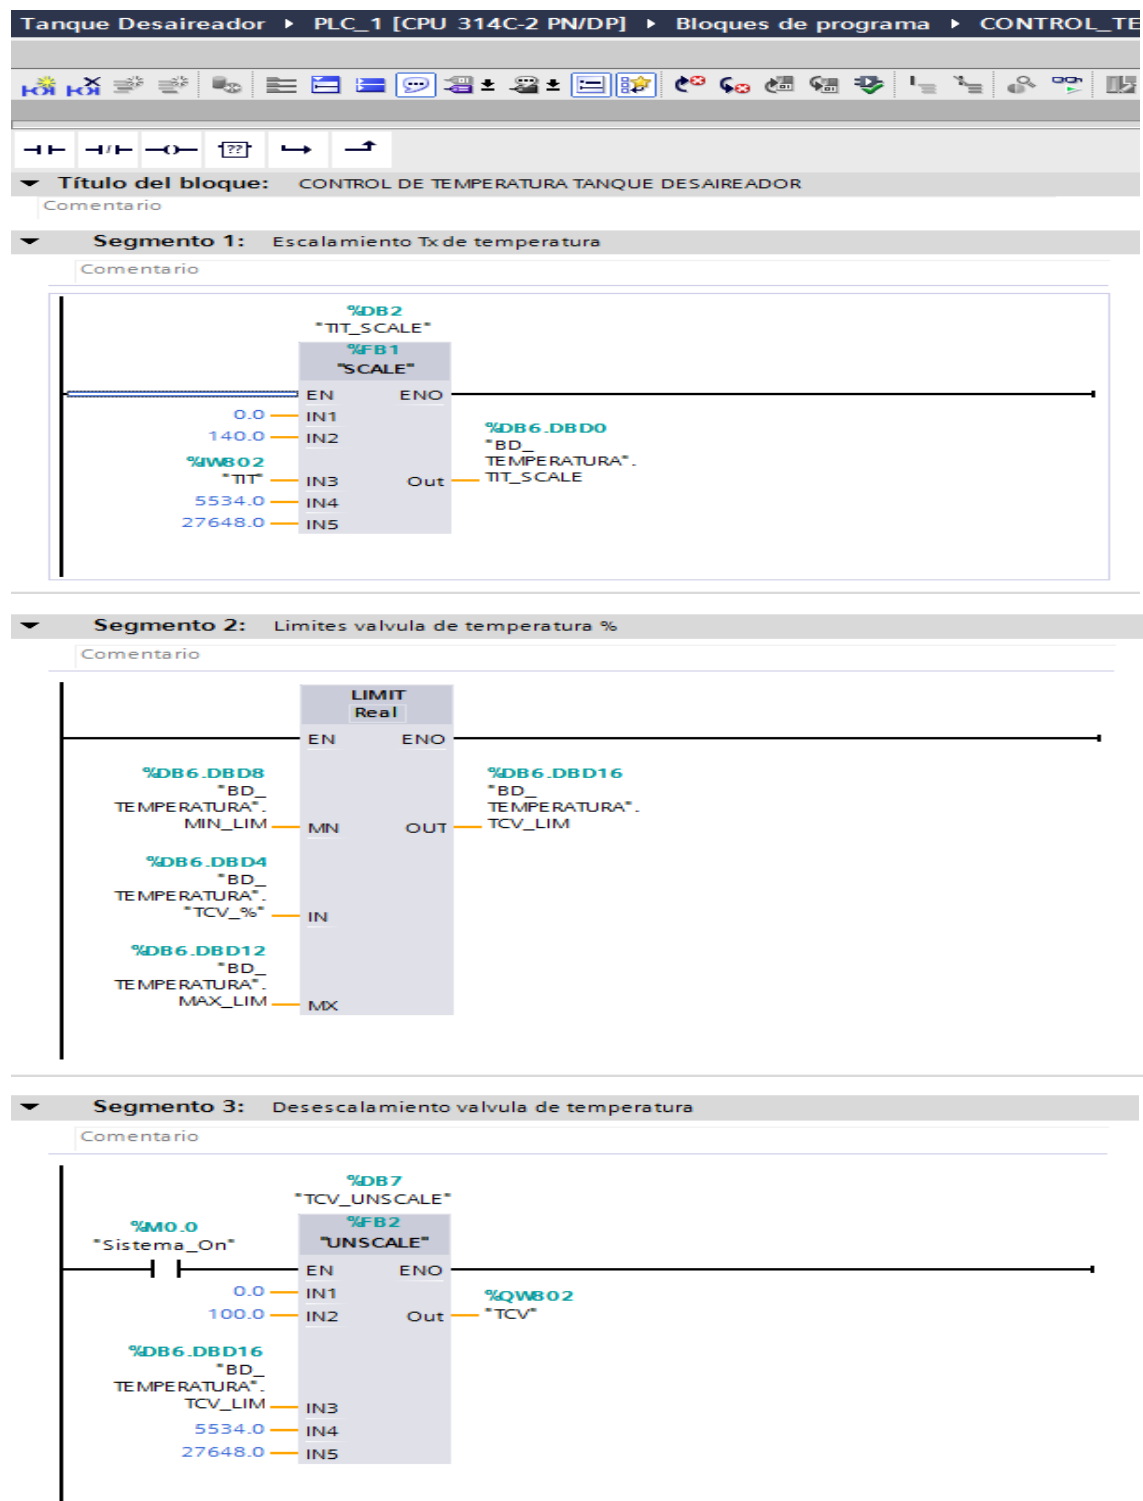 Tanque Desaireador ▸ PLC_1 [CPU 314C-2 PN/DP] ▸ Bloques de programa ▸ CONTROL_TE
??
Título del bloque: CONTROL DE TEMPERATURA TANQUE DESAIREADOR
Comentario
Segmento 1: Escalamiento Tx de temperatura
Comentario
%DB2
"TIT_SCALE"
%FB1
"SCALE"
EN ENO
0.0 IN1
140.0 IN2
%IW802
"TIT" IN3
5534.0 IN4
27648.0 IN5
Out
%DB6.DBD0
"BD_
TEMPERATURA".
TIT_SCALE
Segmento 2: Limites valvula de temperatura %
Comentario
LIMIT
Real
EN ENO
%DB6.DBD8
"BD_
TEMPERATURA".
MIN_LIM MN
%DB6.DBD4
"BD_
TEMPERATURA".
"TCV_%" IN
%DB6.DBD12
"BD_
TEMPERATURA".
MAX_LIM MX
OUT
%DB6.DBD16
"BD_
TEMPERATURA".
TCV_LIM
Segmento 3: Desescalamiento valvula de temperatura
Comentario
%DB7
"TCV_UNSCALE"
%M0.0
"Sistema_On"
%FB2
"UNSCALE"
EN ENO
0.0 IN1
100.0 IN2
%DB6.DBD16
"BD_
TEMPERATURA".
TCV_LIM IN3
5534.0 IN4
27648.0 IN5
Out
%QW802
"TCV"